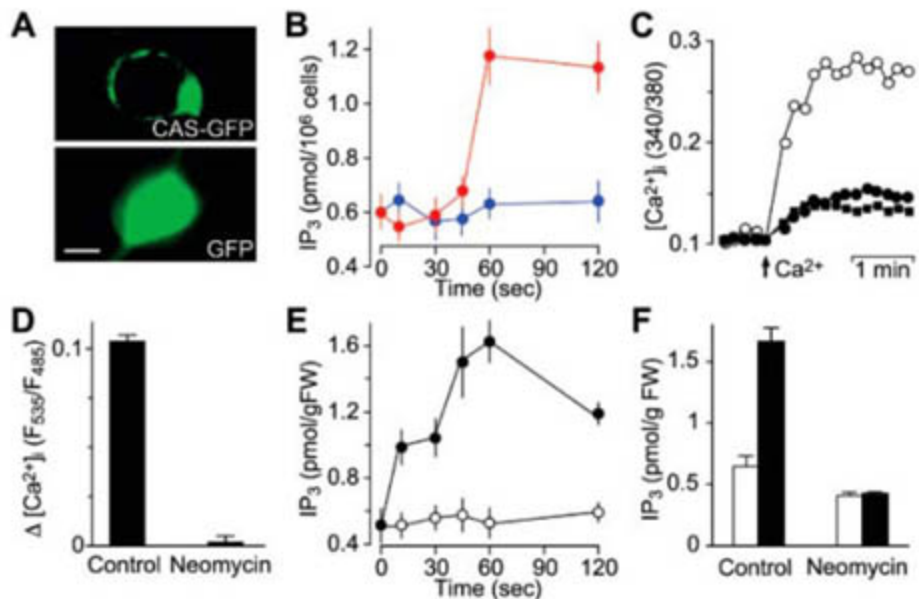 A
CAS-GFP
GFP
B
IP₃ (pmol/10⁶ cells)
1.2
1.0
0.8
0.6
0.4
0 30 60 90 120
Time (sec)
C
[Ca²⁺]ᵢ (340/380)
0.3
0.2
0.1
Ca²⁺
1 min
D
Δ [Ca²⁺]ᵢ (F₅₃₅/F₄₈₅)
0.1
0
Control Neomycin
E
IP₃ (pmol/gFW)
1.6
1.2
0.8
0.4
0 30 60 90 120
Time (sec)
F
IP₃ (pmol/g FW)
1.5
1
0.5
0
Control Neomycin